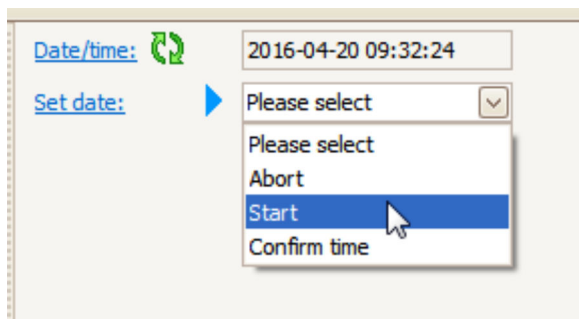 Date/time: 2016-04-20 09:32:24
Set date: Please select
Please select
Abort
Start
Confirm time